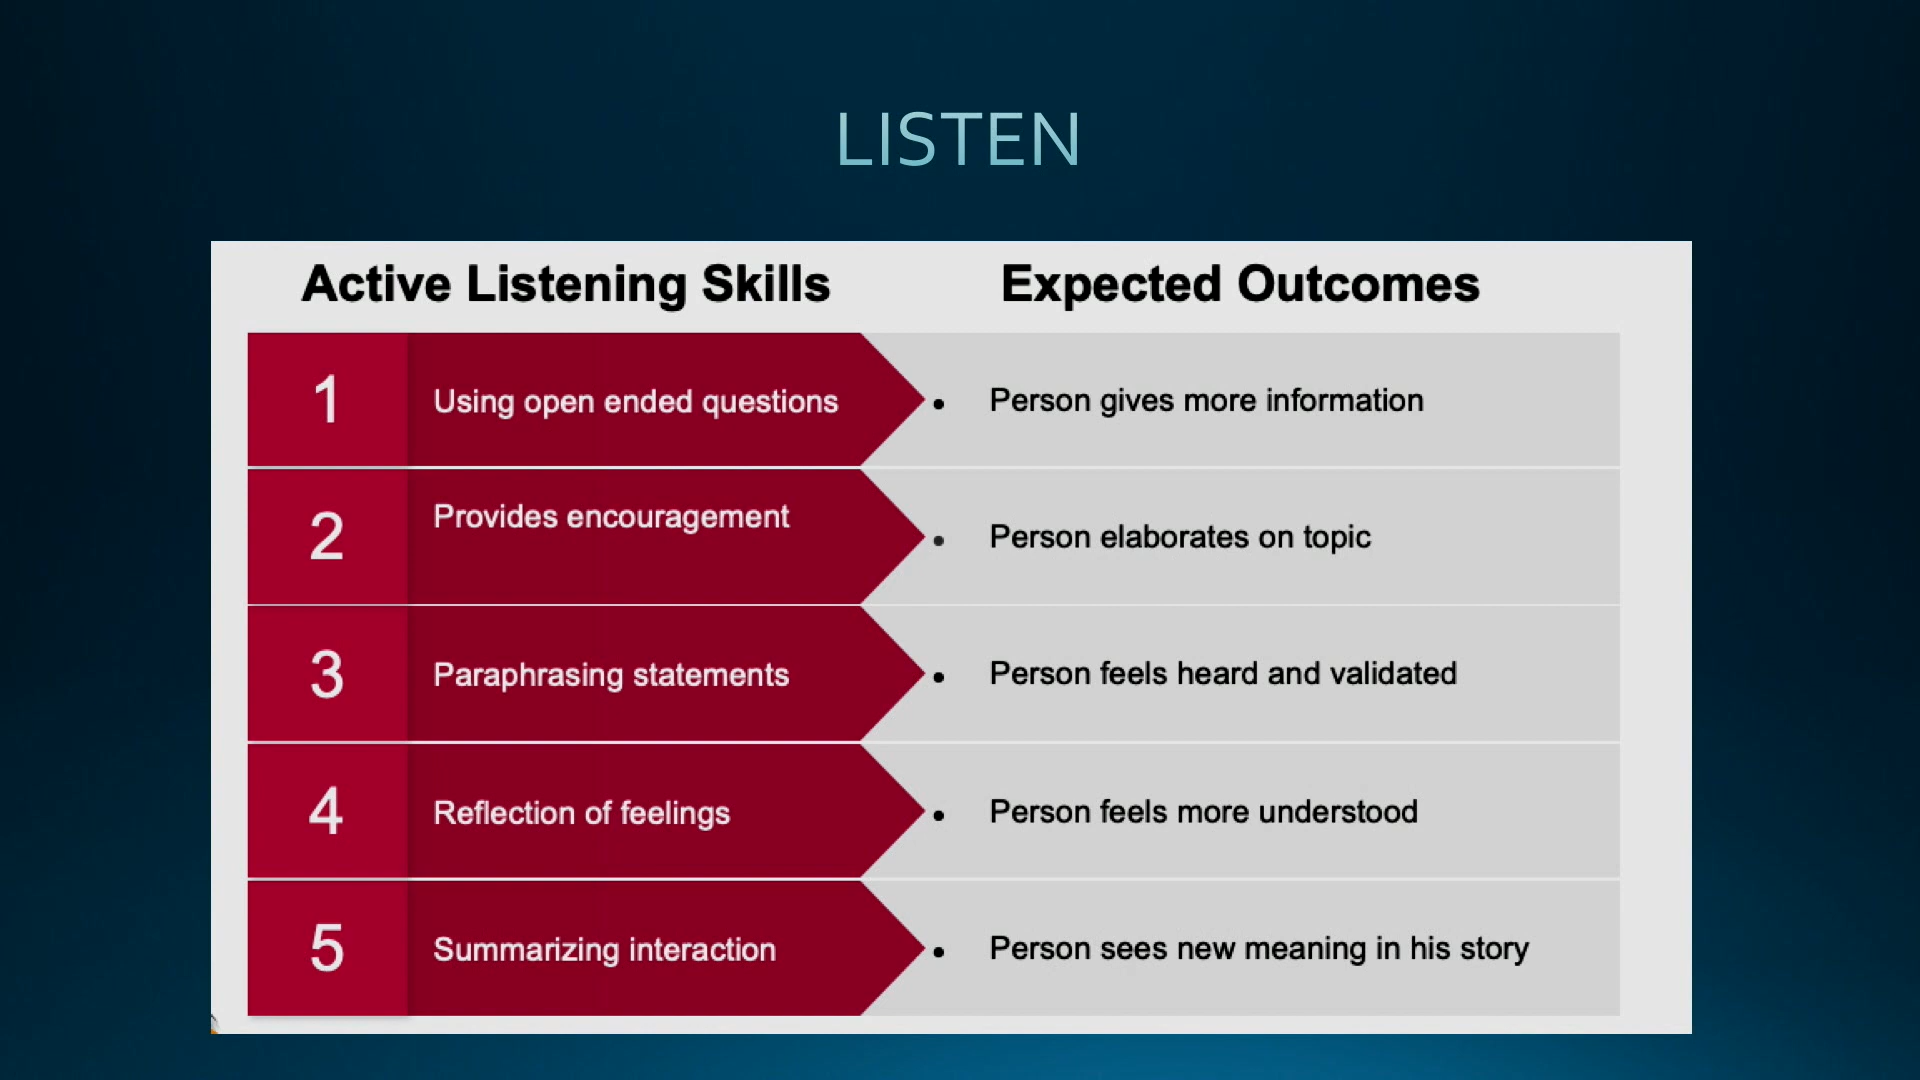 LISTEN
Active Listening Skills Expected Outcomes
1 Using open ended questions • Person gives more information
2 Provides encouragement • Person elaborates on topic
3 Paraphrasing statements • Person feels heard and validated
4 Reflection of feelings • Person feels more understood
5 Summarizing interaction • Person sees new meaning in his story